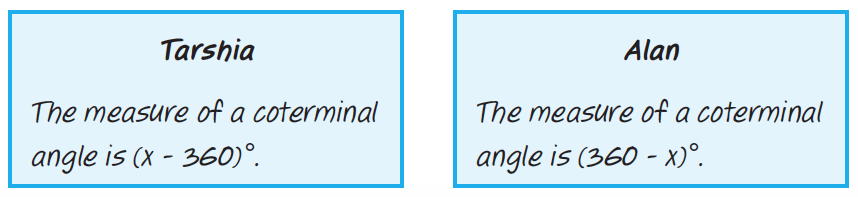 Tarshia
The measure of a coterminal
angle is (x - 360)°.
Alan
The measure of a coterminal
angle is (360 - x)°.